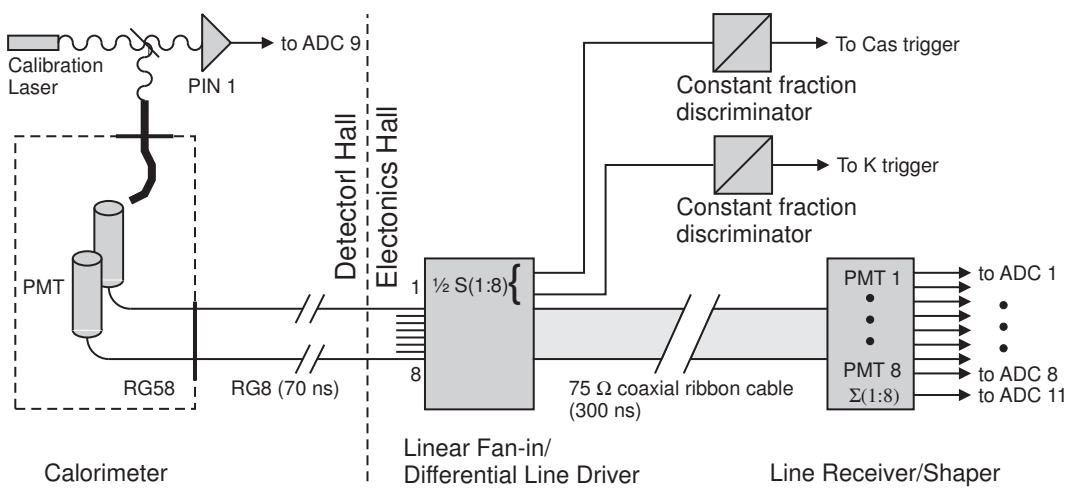 to ADC 9
Calibration
Laser
PIN 1
Detectorl Hall
Electonics Hall
To Cas trigger
Constant fraction
discriminator
To K trigger
Constant fraction
discriminator
PMT
1
½ S(1:8){
8
RG58
RG8 (70 ns)
75 Ω coaxial ribbon cable
(300 ns)
PMT 1
PMT 8
Σ(1:8)
to ADC 1
to ADC 8
to ADC 11
Calorimeter
Linear Fan-in/
Differential Line Driver
Line Receiver/Shaper